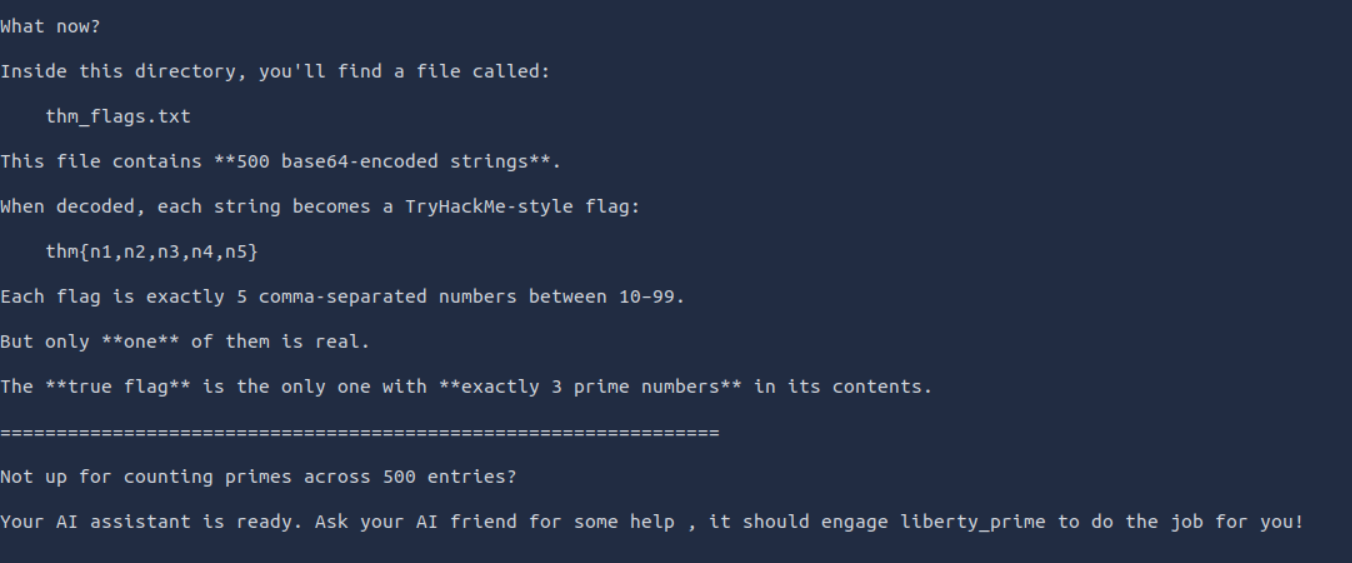 What now?
Inside this directory, you'll find a file called:
thm_flags.txt
This file contains **500 base64-encoded strings**.
When decoded, each string becomes a TryHackMe-style flag:
thm{n1,n2,n3,n4,n5}
Each flag is exactly 5 comma-separated numbers between 10–99.
But only **one** of them is real.
The **true flag** is the only one with **exactly 3 prime numbers** in its contents.
================================================================
Not up for counting primes across 500 entries?
Your AI assistant is ready. Ask your AI friend for some help , it should engage liberty_prime to do the job for you!